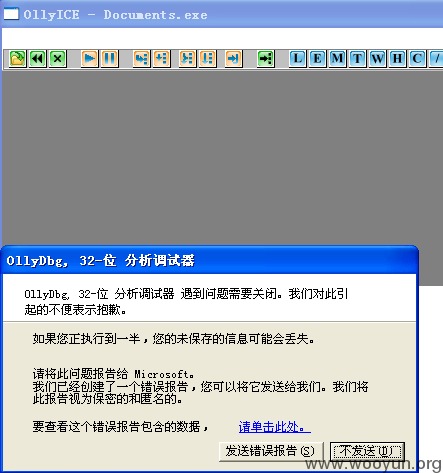 OllyICE - Documents.exe
L E M T W H C /
OllyDbg, 32-位 分析调试器
OllyDbg, 32-位 分析调试器 遇到问题需要关闭。我们对此引
起的不便表示抱歉。
如果您正执行到一半，您的未保存的信息可能会丢失。
请将此问题报告给 Microsoft。
我们已经创建了一个错误报告，您可以将它发送给我们。我们将
此报告视为保密的和匿名的。
要查看这个错误报告包含的数据， 请单击此处。
发送错误报告(S) 不发送(D)
www.wooyun.org